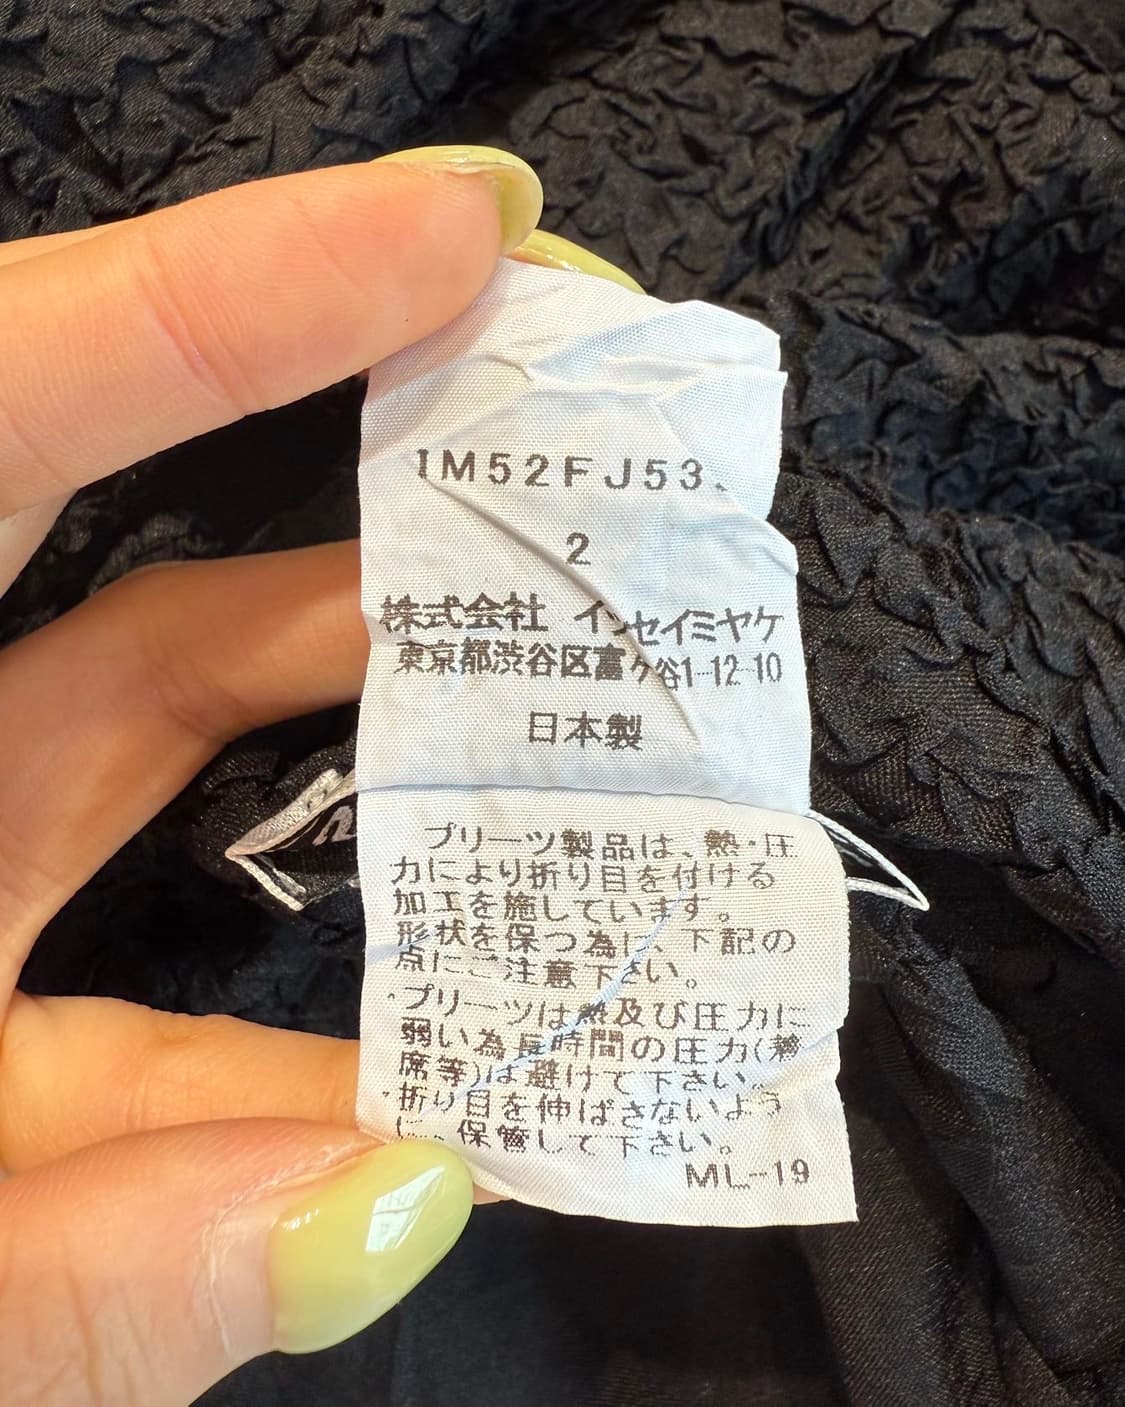 IM52FJ53
2
株式会社 イッセイミヤケ
東京都渋谷区富ケ谷1-12-10
日本製
プリーツ製品は、熱・圧
力により折り目を付ける
加工を施しています。
形状を保つ為に、下記の
点にご注意下さい。
・プリーツは熱及び圧力に
弱い為長時間の圧力(着
席等)は避けて下さい。
・折り目を伸ばさないよう
に、保管して下さい。
ML-19